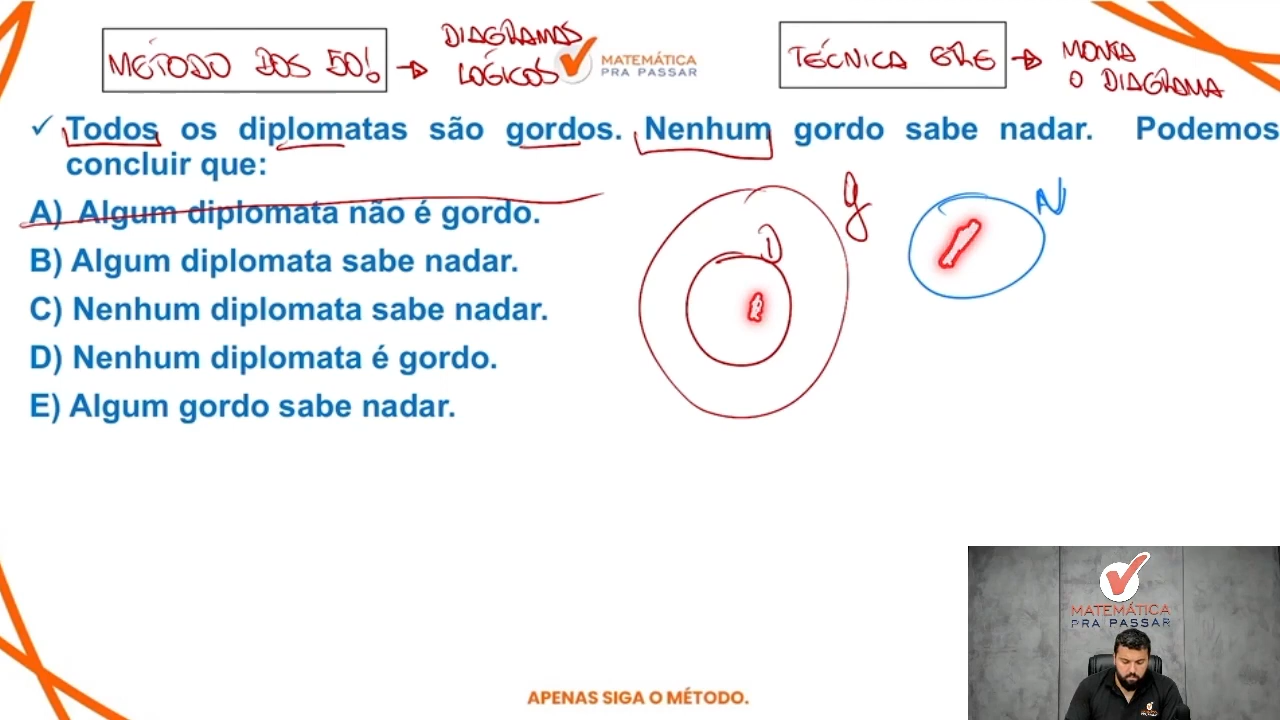 MÉTODO DOS 50!
DIAGRAMAS
LÓGICOS
MATEMÁTICA
PRA PASSAR
TÉCNICA
MONTA
O DIAGRAMA
✓ Todos os diplomatas são gordos. Nenhum gordo sabe nadar. Podemos
concluir que:
A) Algum diplomata não é gordo.
B) Algum diplomata sabe nadar.
C) Nenhum diplomata sabe nadar.
D) Nenhum diplomata é gordo.
E) Algum gordo sabe nadar.
D
g
N
MATEMÁTICA
PRA PASSAR
APENAS SIGA O MÉTODO.